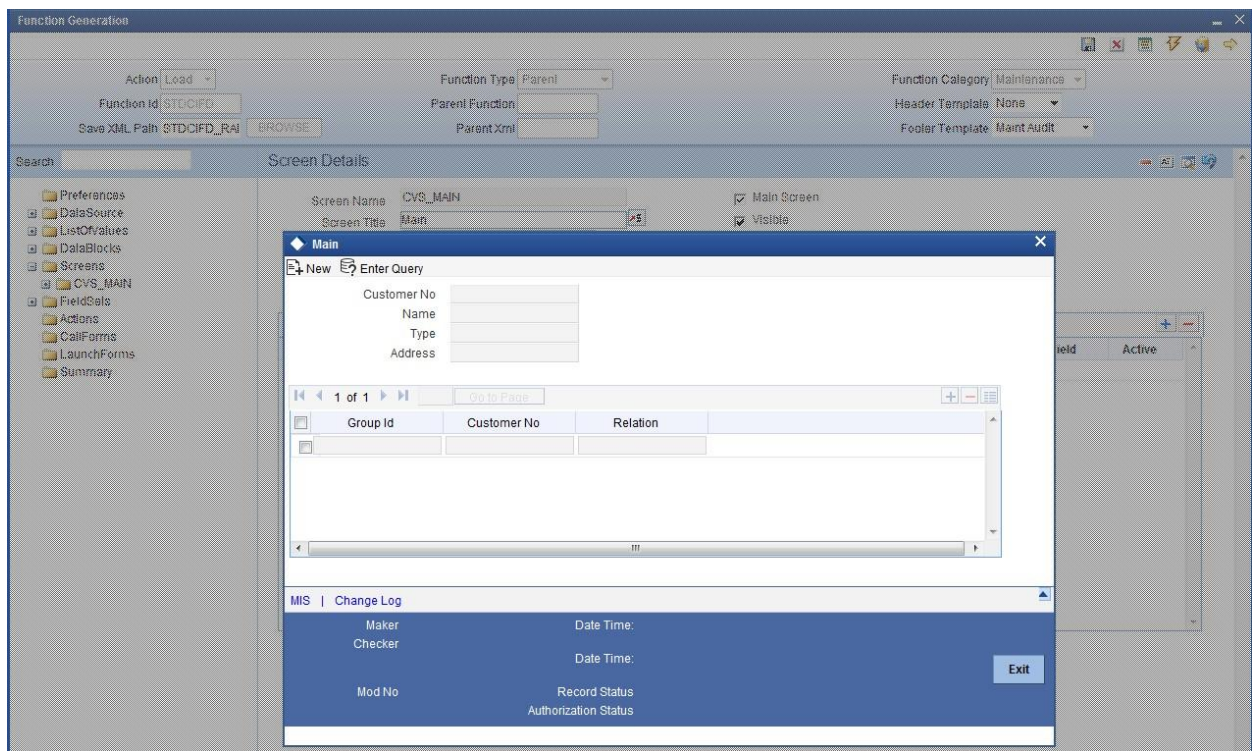 Function Generation
Action Load Function Type Parent Function Category Maintenance
Function Id STDCIFD Parent Function Header Template None
Save XML Path STDCIFD_RAI BROWSE Parent Xml Footer Template Maint Audit
Search Screen Details
Preferences
DataSource
ListOfValues
DataBlocks
Screens
CVS_MAIN
FieldSets
Actions
CallForms
LaunchForms
Summary
Screen Name CVS_MAIN Main Screen
Screen Title Main Visible
ield Active
Main
New Enter Query
Customer No
Name
Type
Address
1 of 1 Go to Page
Group Id Customer No Relation
MIS | Change Log
Maker Date Time:
Checker
Date Time:
Exit
Mod No Record Status
Authorization Status